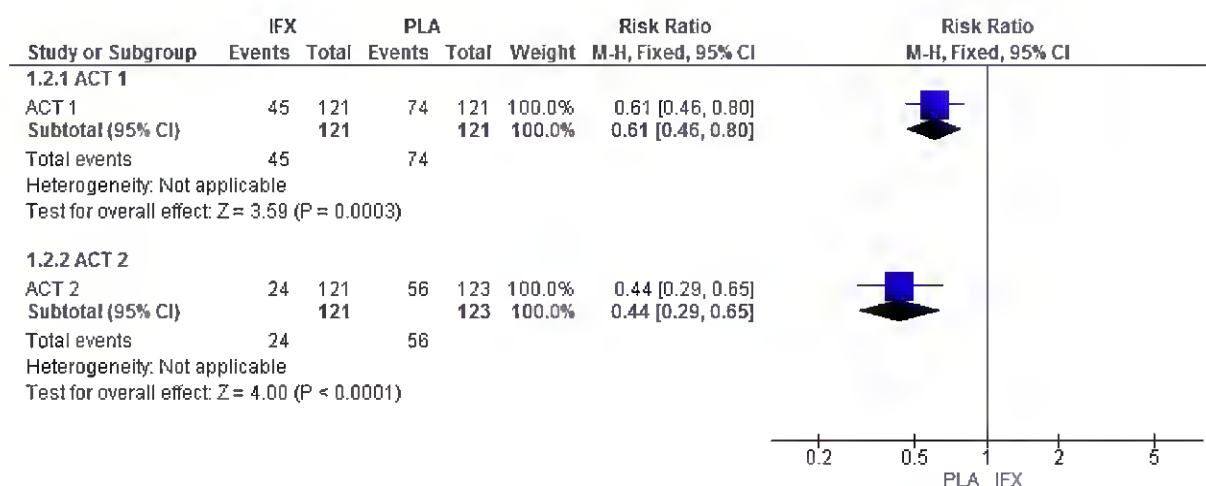 IFX PLA Risk Ratio Risk Ratio
Study or Subgroup Events Total Events Total Weight M-H, Fixed, 95% CI M-H, Fixed, 95% CI
1.2.1 ACT 1
ACT 1 45 121 74 121 100.0% 0.61 [0.46, 0.80]
Subtotal (95% CI) 121 121 100.0% 0.61 [0.46, 0.80]
Total events 45 74
Heterogeneity: Not applicable
Test for overall effect: Z = 3.59 (P = 0.0003)
1.2.2 ACT 2
ACT 2 24 121 56 123 100.0% 0.44 [0.29, 0.65]
Subtotal (95% CI) 121 123 100.0% 0.44 [0.29, 0.65]
Total events 24 56
Heterogeneity: Not applicable
Test for overall effect: Z = 4.00 (P < 0.0001)
0.2 0.5 1 2 5
PLA IFX